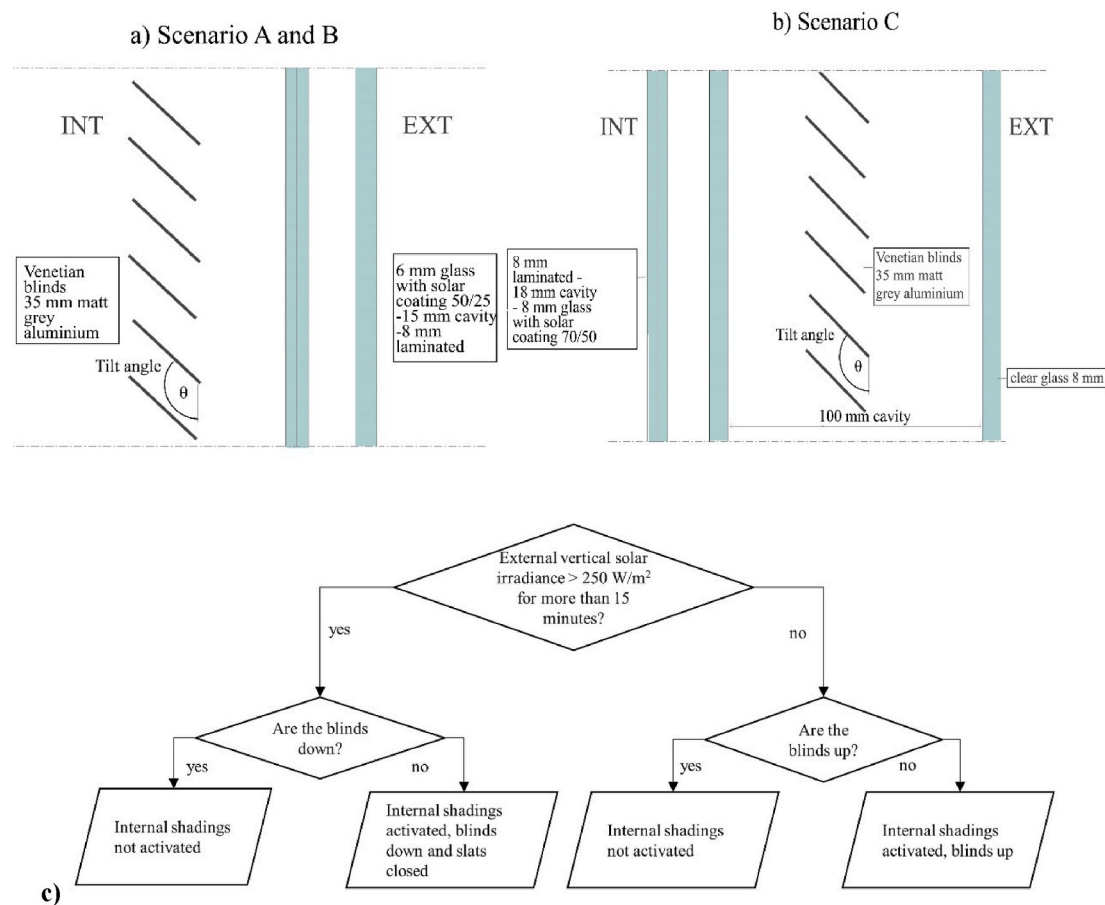 a) Scenario A and B
INT
EXT
Venetian
blinds
35 mm matt
grey
aluminium
Tilt angle
θ
6 mm glass
with solar
coating 50/25
-15 mm cavity
-8 mm
laminated
b) Scenario C
INT
EXT
8 mm
laminated -
18 mm cavity
- 8 mm glass
with solar
coating 70/50
Venetian blinds
35 mm matt
grey aluminium
Tilt angle
θ
clear glass 8 mm
100 mm cavity
External vertical solar
irradiance > 250 W/m²
for more than 15
minutes?
yes
no
Are the blinds
down?
Are the
blinds up?
yes
no
yes
no
Internal shadings
not activated
Internal shadings
activated, blinds
down and slats
closed
Internal shadings
not activated
Internal shadings
activated, blinds up
c)